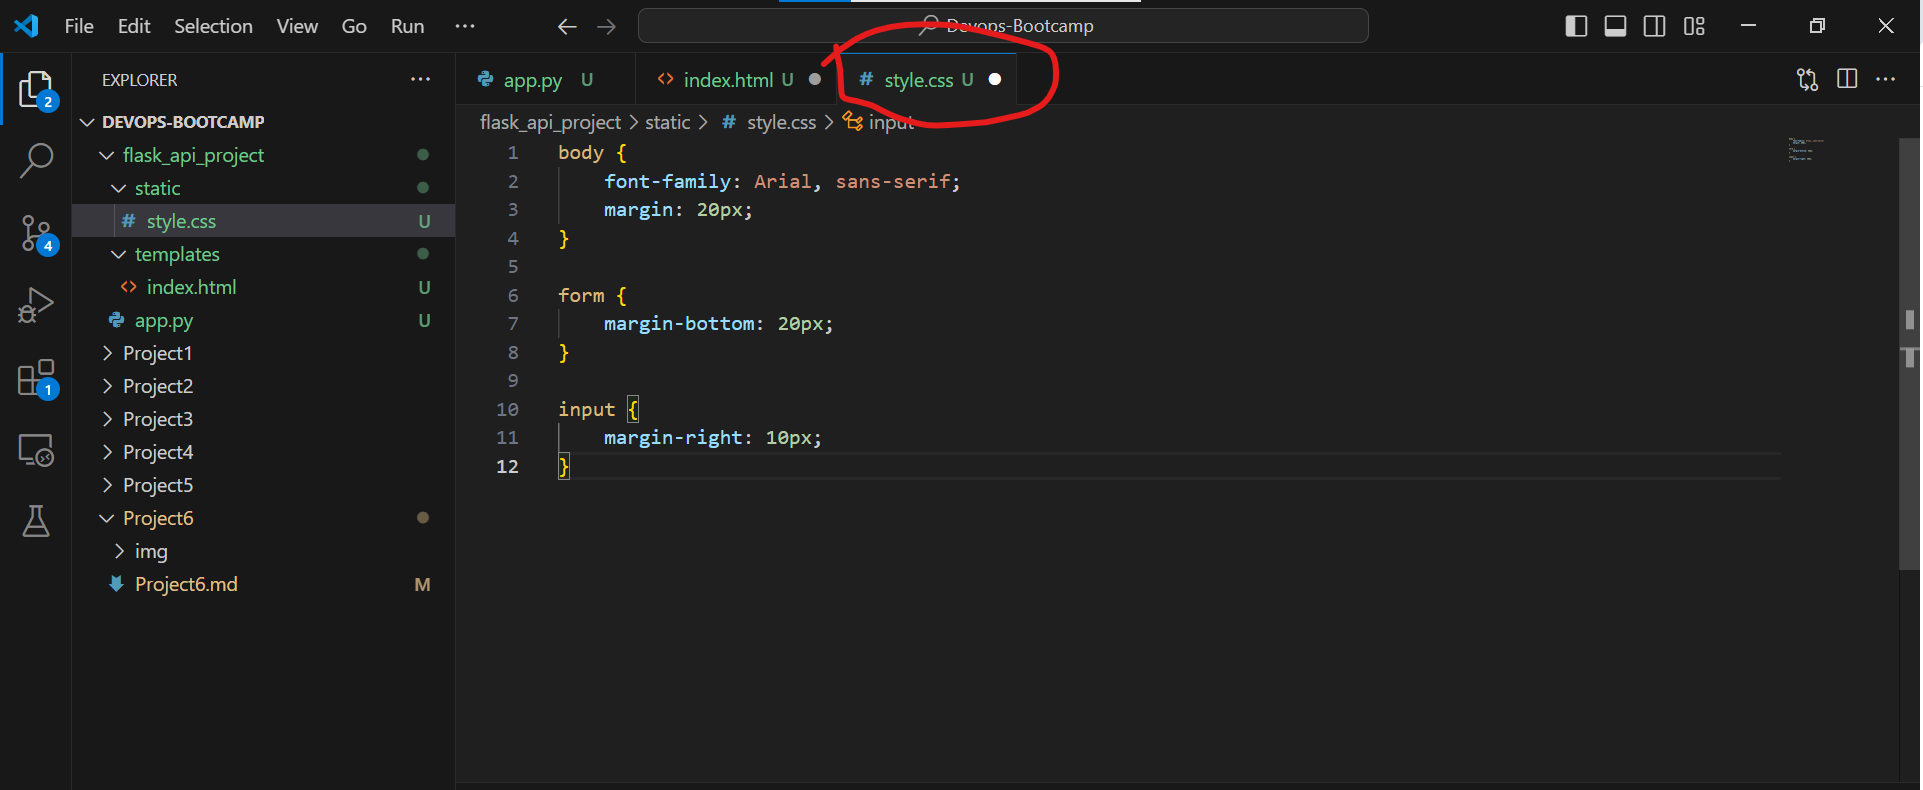 File Edit Selection View Go Run ··· Devops-Bootcamp
EXPLORER
2
DEVOPS-BOOTCAMP
flask_api_project
static
# style.css U
4
templates
<> index.html U
app.py U
Project1
1
Project2
Project3
Project4
Project5
Project6
img
Project6.md M
app.py U <> index.html U # style.css U
flask_api_project > static > # style.css > input
1 body {
2 font-family: Arial, sans-serif;
3 margin: 20px;
4 }
5
6 form {
7 margin-bottom: 20px;
8 }
9
10 input {
11 margin-right: 10px;
12 }